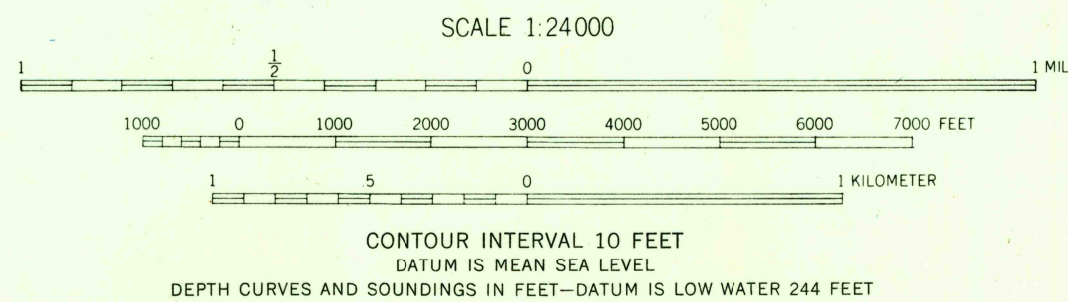 SCALE 1:24000
1 1/2 0 1 MIL
1000 0 1000 2000 3000 4000 5000 6000 7000 FEET
1 .5 0 1 KILOMETER
CONTOUR INTERVAL 10 FEET
DATUM IS MEAN SEA LEVEL
DEPTH CURVES AND SOUNDINGS IN FEET—DATUM IS LOW WATER 244 FEET